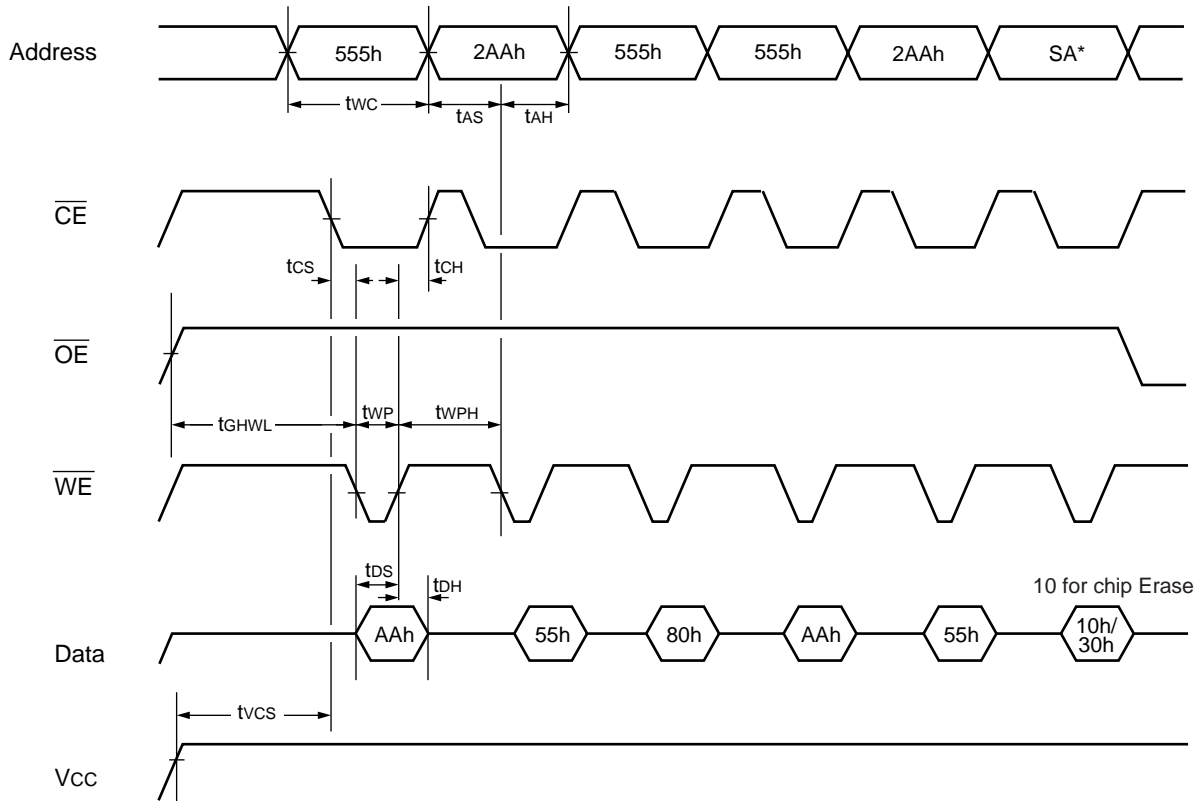 Address
555h 2AAh 555h 555h 2AAh SA*
tWC tAS tAH
CE
tCS tCH
OE
tGHWL tWP tWPH
WE
tDS tDH
10 for chip Erase
Data
AAh 55h 80h AAh 55h 10h/
30h
tVCS
VCC